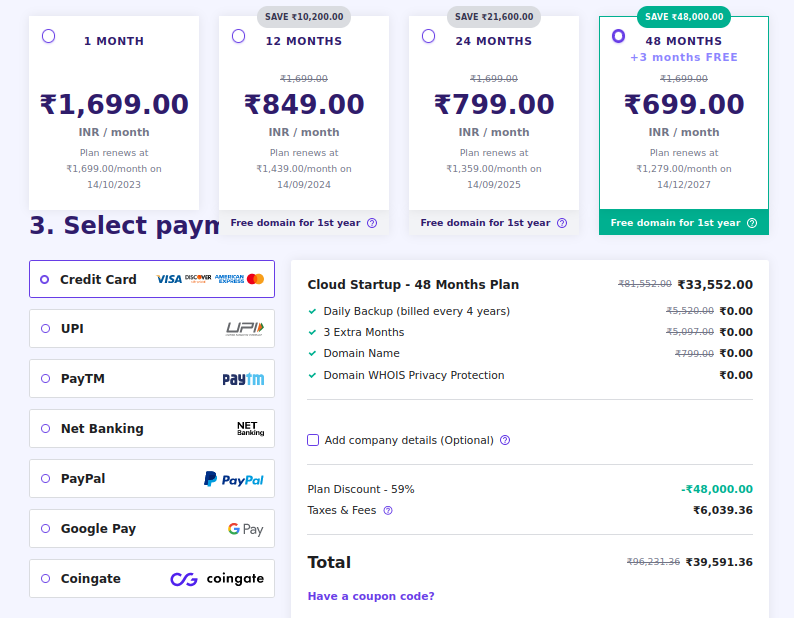 SAVE ₹10,200.00
SAVE ₹21,600.00
SAVE ₹48,000.00
1 MONTH
₹1,699.00
INR / month
Plan renews at
₹1,699.00/month on
14/10/2023
12 MONTHS
₹1,699.00
₹849.00
INR / month
Plan renews at
₹1,439.00/month on
14/09/2024
Free domain for 1st year
24 MONTHS
₹1,699.00
₹799.00
INR / month
Plan renews at
₹1,359.00/month on
14/09/2025
Free domain for 1st year
48 MONTHS
+3 months FREE
₹1,699.00
₹699.00
INR / month
Plan renews at
₹1,279.00/month on
14/12/2027
Free domain for 1st year
3. Select paym
Credit Card VISA DISCOVER AMERICAN EXPRESS
UPI UPI
PayTM paytm
Net Banking NET Banking
PayPal PayPal
Google Pay G Pay
Coingate coingate
Cloud Startup - 48 Months Plan ₹81,552.00 ₹33,552.00
Daily Backup (billed every 4 years) ₹5,520.00 ₹0.00
3 Extra Months ₹5,097.00 ₹0.00
Domain Name ₹799.00 ₹0.00
Domain WHOIS Privacy Protection ₹0.00
Add company details (Optional)
Plan Discount - 59% -₹48,000.00
Taxes & Fees ₹6,039.36
Total ₹96,231.36 ₹39,591.36
Have a coupon code?